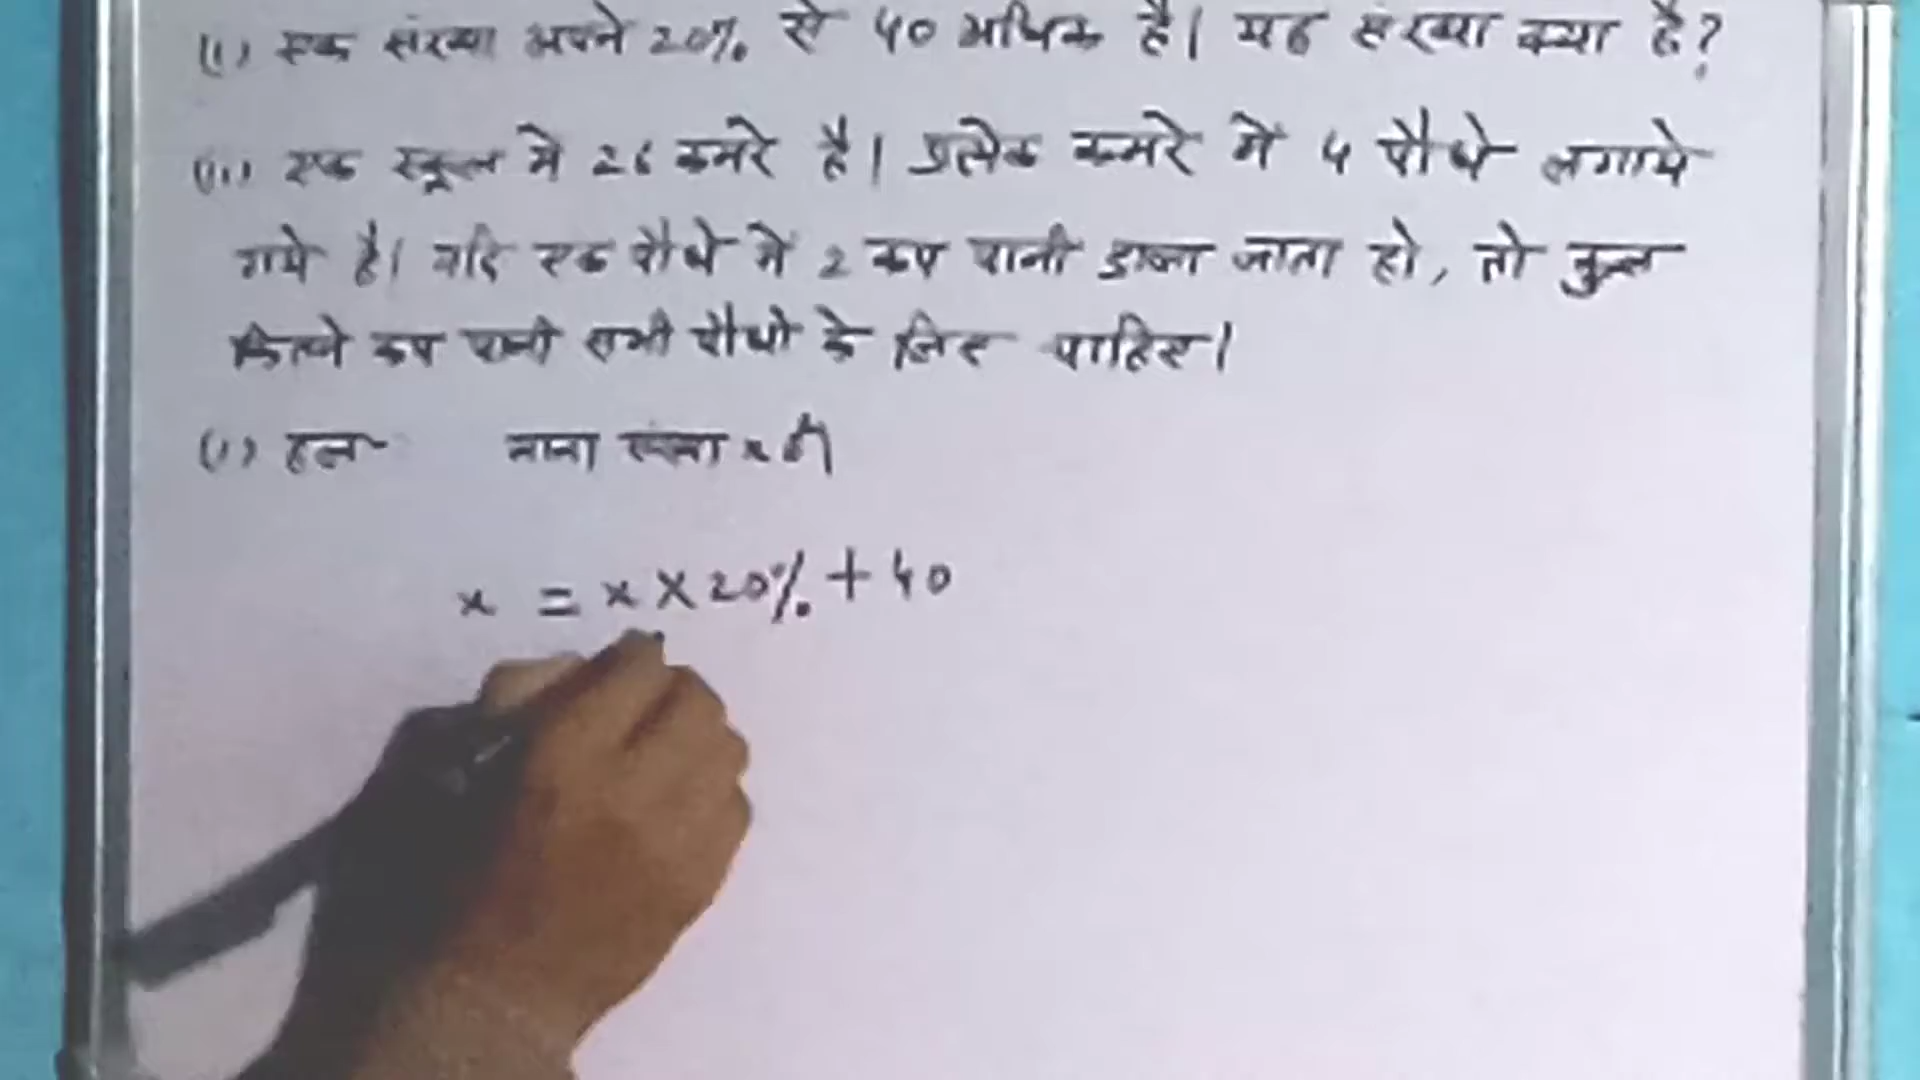 (i) एक संख्या अपने 20% से 40 अधिक है। यह संख्या क्या है?
(ii) एक स्कूल मे 26 कमरे है। प्रत्येक कमरे मे 4 पौधे लगाये
गये है। यदि एक पौधे मे 2 कप पानी डाला जाता हो, तो कुल
कितने कप पानी सभी पौधो के लिए चाहिए।
(i) हल माना संख्या x है
x = x × 20% + 40